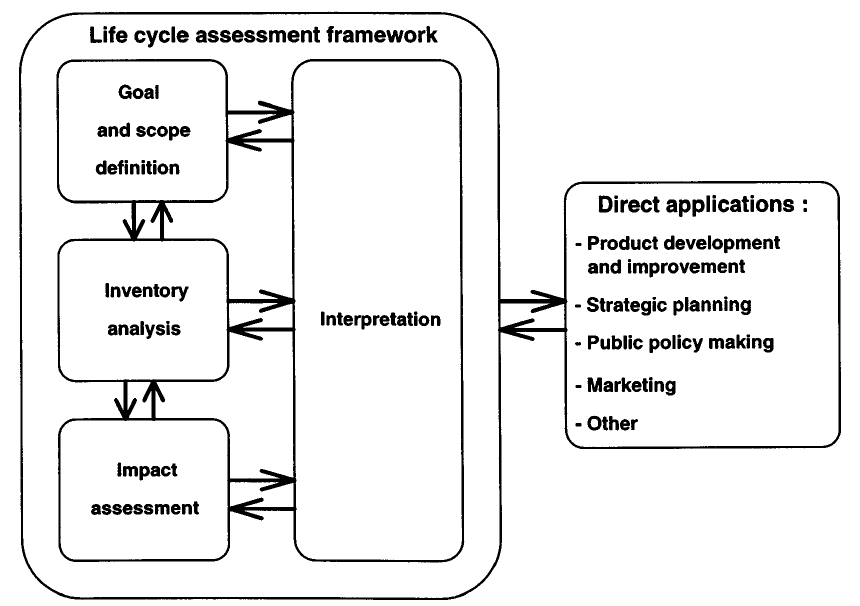 Life cycle assessment framework
Goal
and scope
definition
Inventory
analysis
Impact
assessment
Interpretation
Direct applications :
- Product development
and improvement
- Strategic planning
- Public policy making
- Marketing
- Other